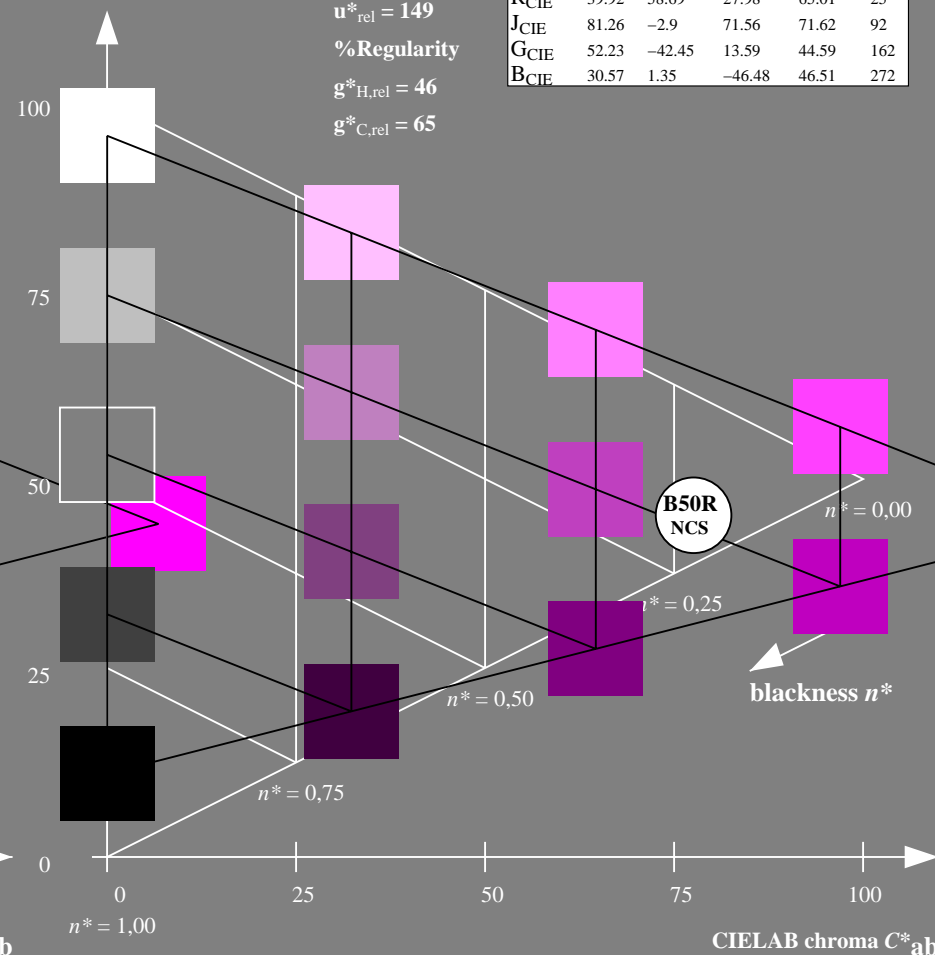 u*rel = 149
%Regularity
g*H,rel = 46
g*C,rel = 65
JCIE 81.26 −2.9 71.56 71.62 92
GCIE 52.23 −42.45 13.59 44.59 162
BCIE 30.57 1.35 −46.48 46.51 272
100
75
50
25
0
B50R
NCS
n* = 0,00
n* = 0,25
n* = 0,50
n* = 0,75
blackness n*
0 25 50 75 100
n* = 1,00
CIELAB chroma C*ab
b